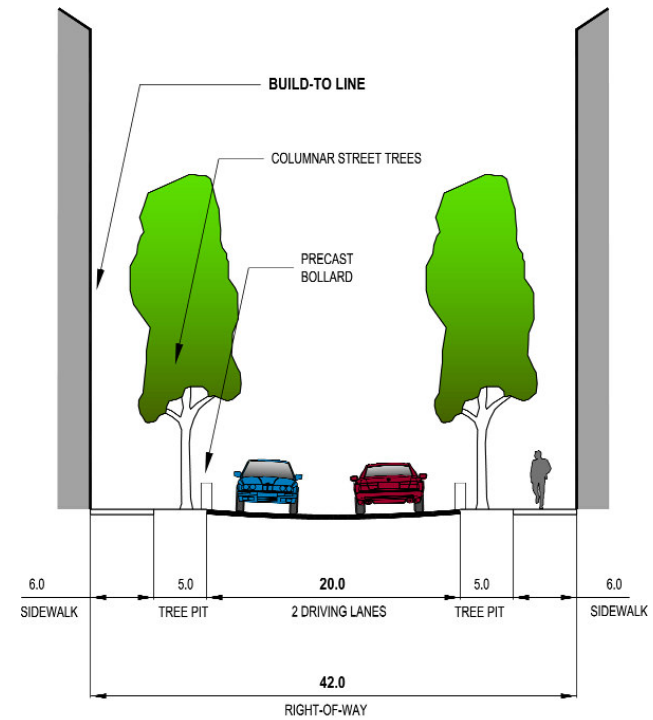 BUILD-TO LINE
COLUMNAR STREET TREES
PRECAST
BOLLARD
6.0 5.0 20.0 5.0 6.0
SIDEWALK TREE PIT 2 DRIVING LANES TREE PIT SIDEWALK
42.0
RIGHT-OF-WAY